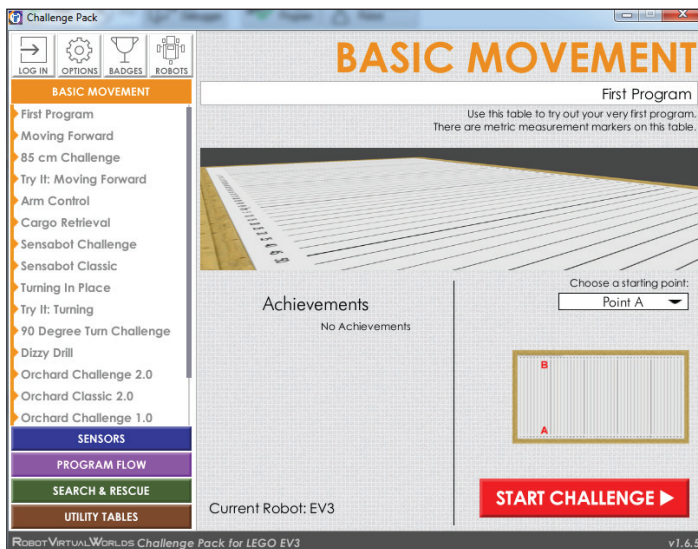 Challenge Pack
LOG IN
OPTIONS
BADGES
ROBOTS
BASIC MOVEMENT
First Program
Moving Forward
85 cm Challenge
Try It: Moving Forward
Arm Control
Cargo Retrieval
Sensabot Challenge
Sensabot Classic
Turning In Place
Try It: Turning
90 Degree Turn Challenge
Dizzy Drill
Orchard Challenge 2.0
Orchard Classic 2.0
Orchard Challenge 1.0
SENSORS
PROGRAM FLOW
SEARCH & RESCUE
UTILITY TABLES
BASIC MOVEMENT
First Program
Use this table to try out your very first program.
There are metric measurement markers on this table.
Achievements
No Achievements
Choose a starting point:
Point A
B
A
Current Robot: EV3
START CHALLENGE
ROBOTVIRTUALWORLDS Challenge Pack for LEGO EV3
v1.6.5